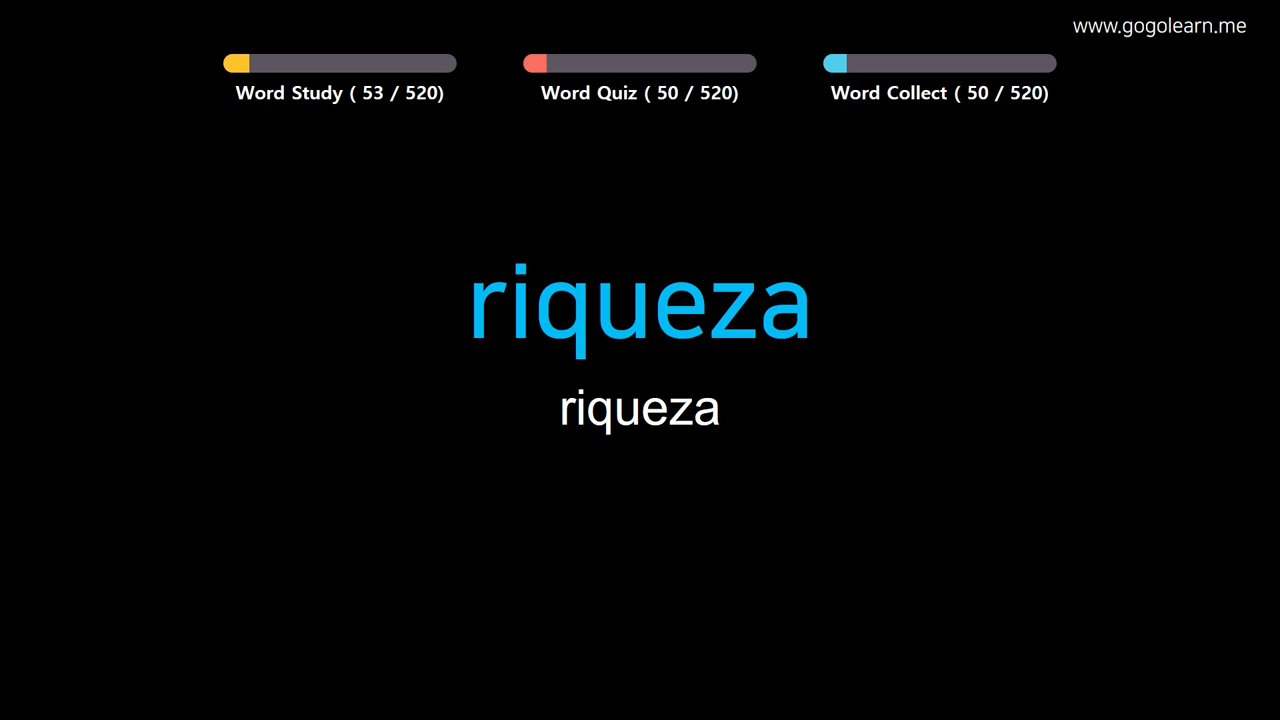 www.gogolearn.me
Word Study ( 53 / 520)
Word Quiz ( 50 / 520)
Word Collect ( 50 / 520)
riqueza
riqueza